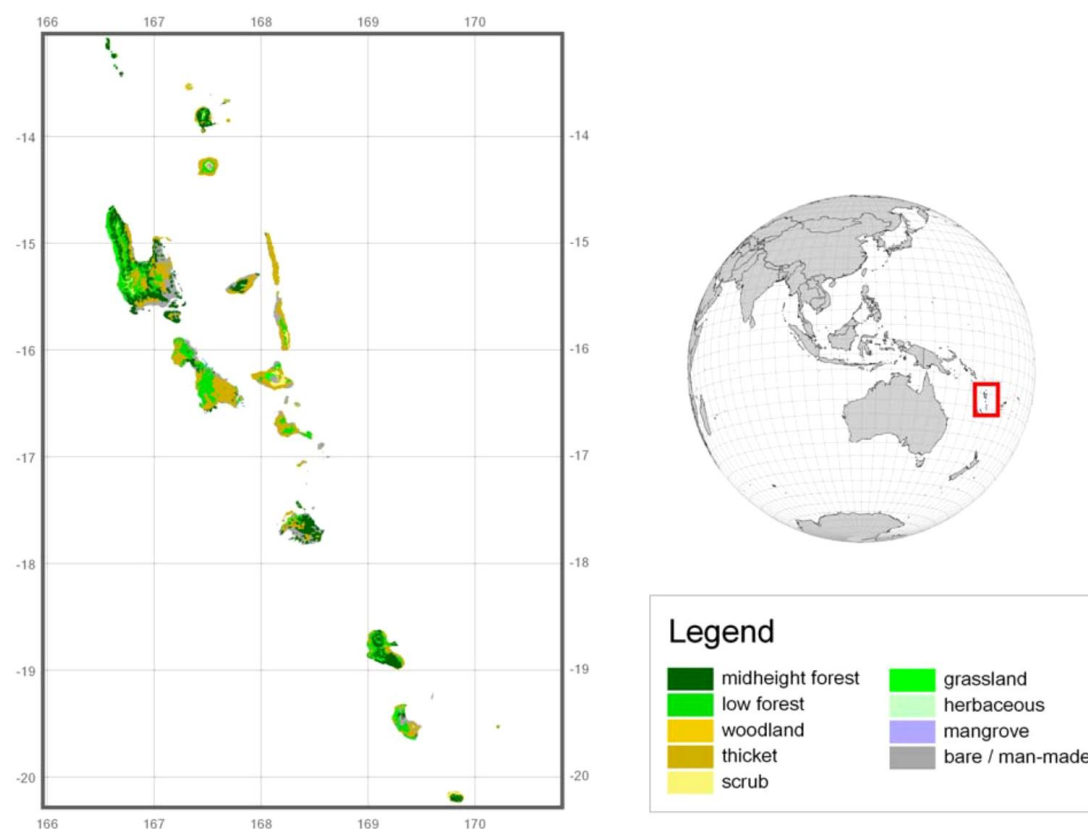 166 167 168 169 170
-14 -14
-15 -15
-16 -16
-17 -17
-18 -18
-19 -19
-20 -20
166 167 168 169 170
Legend
midheight forest
low forest
woodland
thicket
scrub
grassland
herbaceous
mangrove
bare / man-made